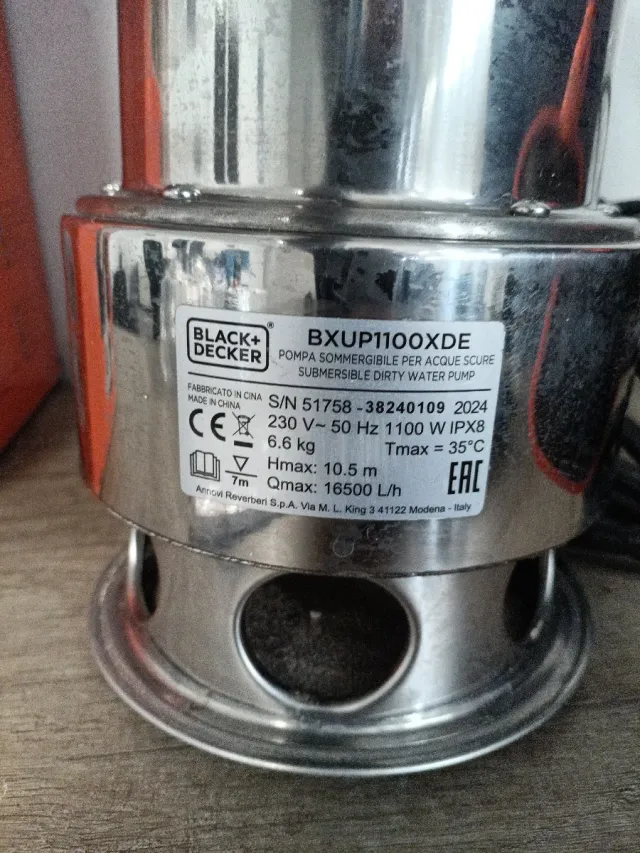 BLACK+
DECKER®
BXUP1100XDE
POMPA SOMMERGIBILE PER ACQUE SCURE
SUBMERSIBLE DIRTY WATER PUMP
FABBRICATO IN CINA
MADE IN CHINA
S/N 51758 -38240109 2024
CE
230 V~ 50 Hz 1100 W IPX8
6.6 kg Tmax = 35°C
Hmax: 10.5 m
7m
Qmax: 16500 L/h
EAC
Annovi Reverberi S.p.A. Via M. L. King 3 41122 Modena - Italy